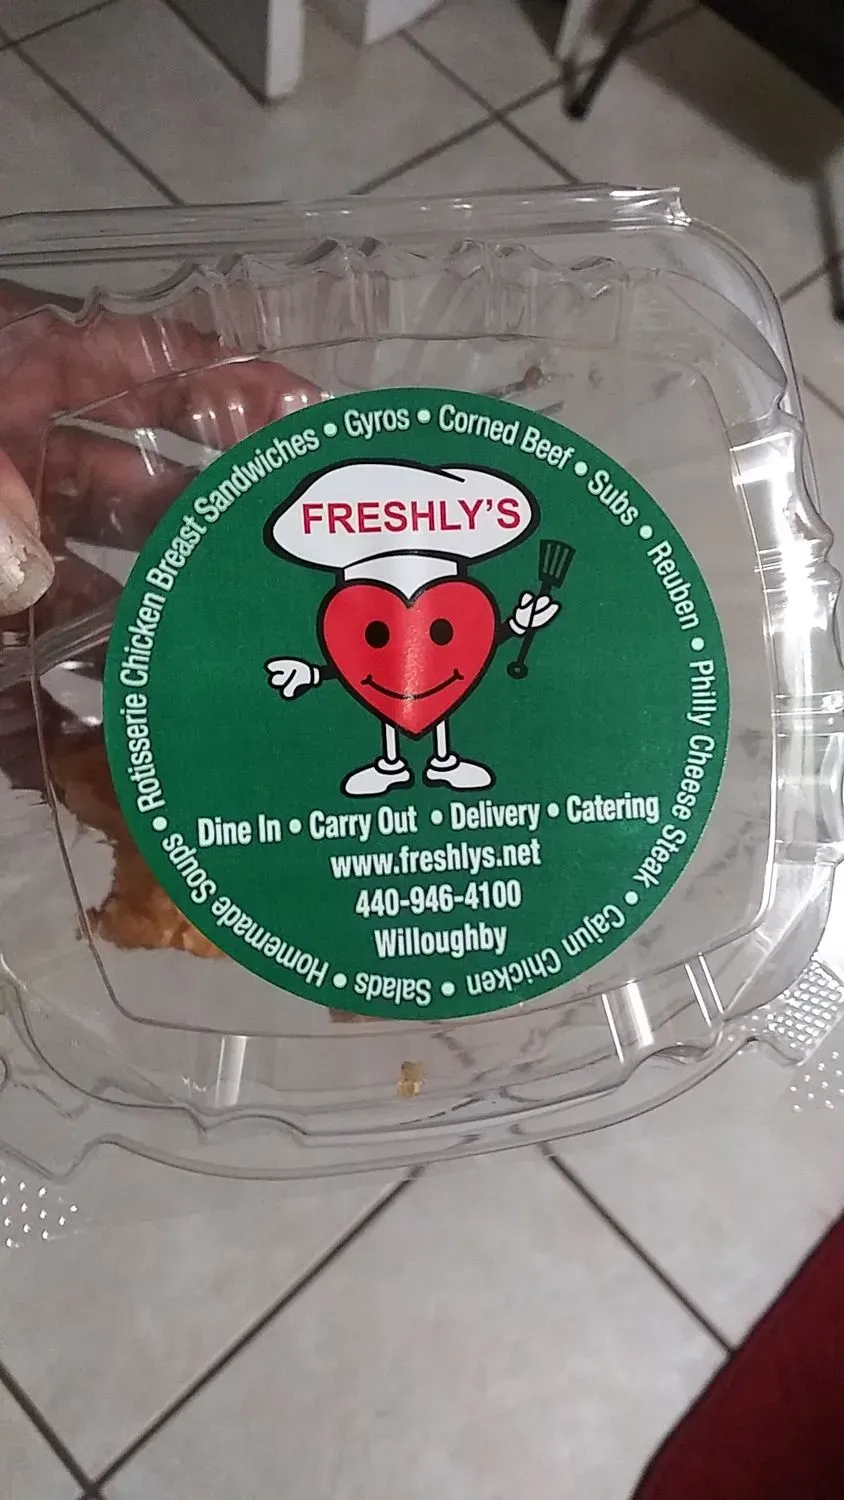 Rotisserie Chicken Breast Sandwiches • Gyros • Corned Beef • Subs • Reuben • Philly Cheese Steak • Cajun Chicken • Salads • Homemade Soups •
FRESHLY'S
Dine In • Carry Out • Delivery • Catering
www.freshlys.net
440-946-4100
Willoughby